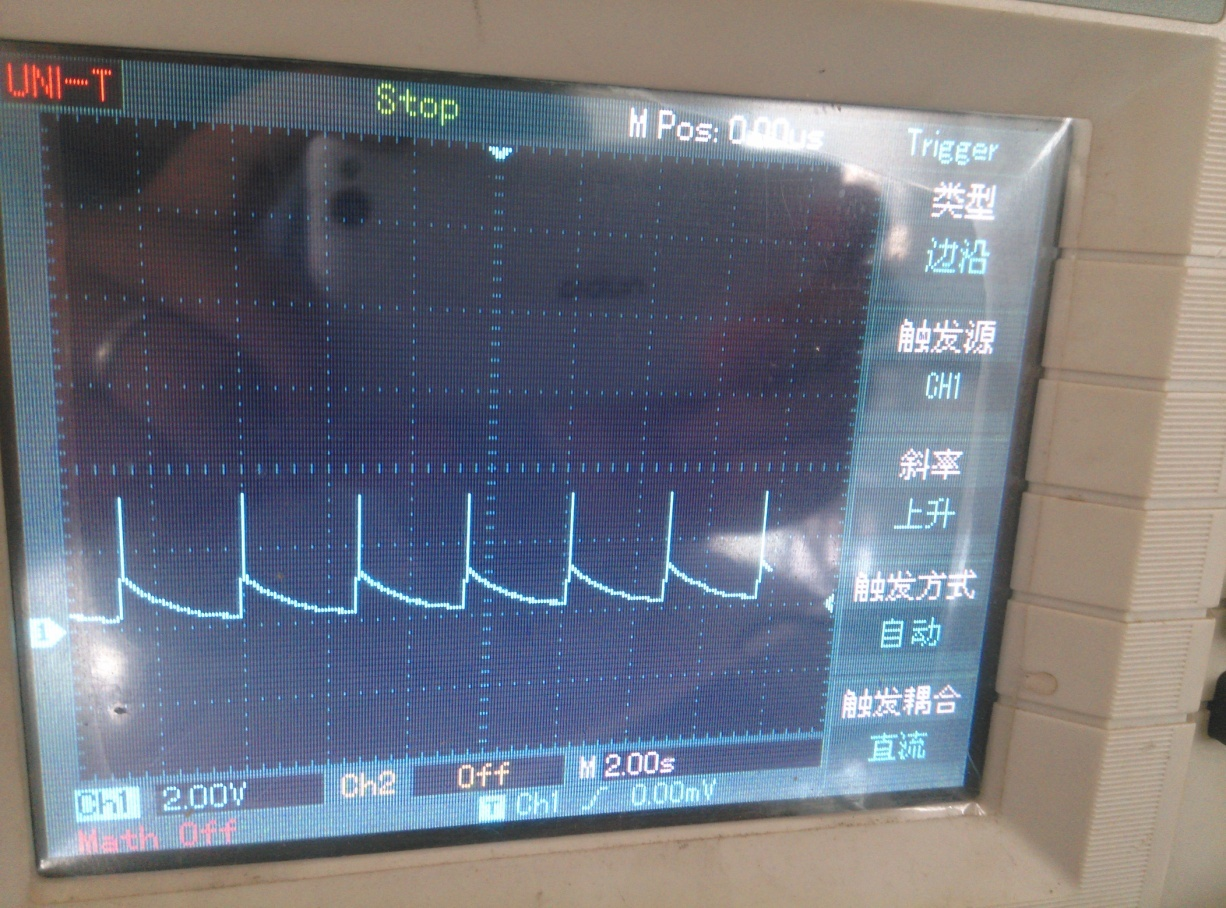 UNI-T
Stop
M Pos: 0.00us
Trigger
类型
边沿
触发源
CH1
斜率
上升
触发方式
自动
触发耦合
直流
1
Ch1 2.00V Ch2 Off M 2.00s
T Ch1 0.00mV
Math Off